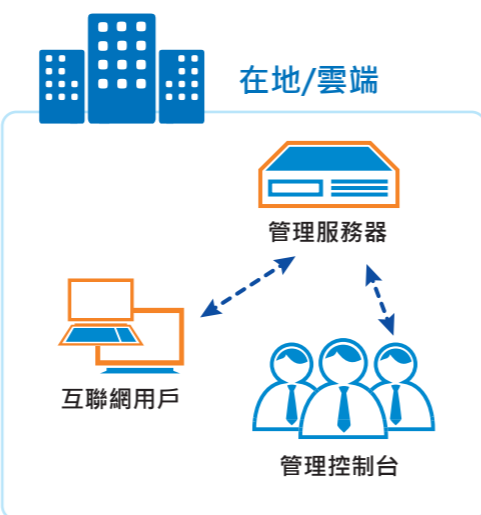 在地/雲端
管理服務器
互聯網用戶
管理控制台